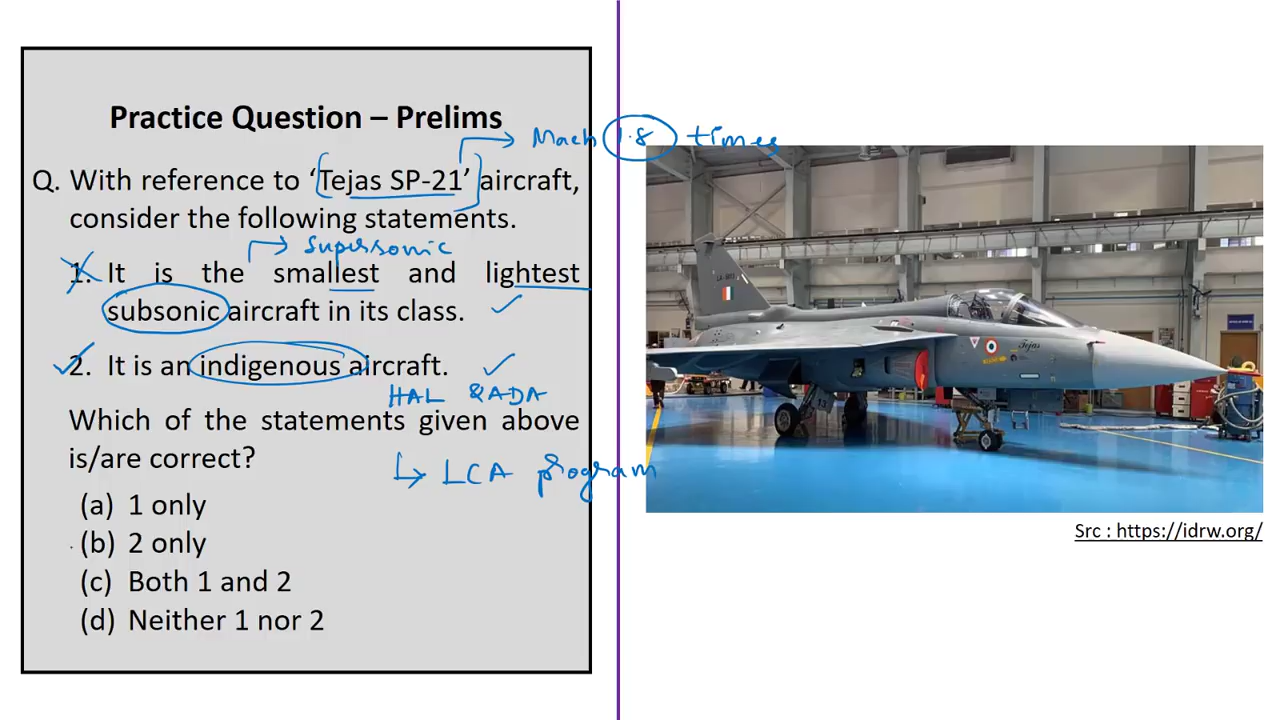 Practice Question – Prelims
Mach 1.8 times
Q. With reference to ‘Tejas SP-21’ aircraft,
consider the following statements.
supersonic
1. It is the smallest and lightest
subsonic aircraft in its class.
2. It is an indigenous aircraft.
HAL & ADA
Which of the statements given above
is/are correct?
LCA program
(a) 1 only
(b) 2 only
(c) Both 1 and 2
(d) Neither 1 nor 2
Tejas
Src : https://idrw.org/